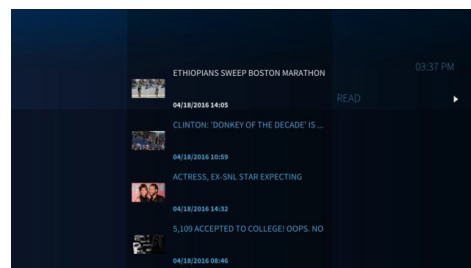 ETHIOPIANS SWEEP BOSTON MARATHON
04/18/2016 14:05
03:37 PM
READ
CLINTON: 'DONKEY OF THE DECADE' IS ...
04/18/2016 10:59
ACTRESS, EX-SNL STAR EXPECTING
04/18/2016 14:32
5,109 ACCEPTED TO COLLEGE! OOPS. NO
04/18/2016 08:46